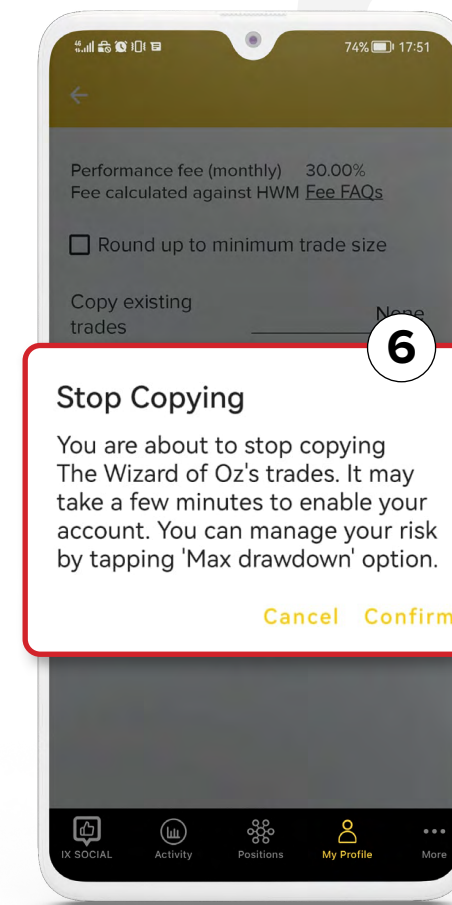 74% 17:51
Performance fee (monthly) 30.00%
Fee calculated against HWM Fee FAQs
Round up to minimum trade size
Copy existing None
trades
6
Stop Copying
You are about to stop copying
The Wizard of Oz's trades. It may
take a few minutes to enable your
account. You can manage your risk
by tapping 'Max drawdown' option.
Cancel Confirm
IX SOCIAL Activity Positions My Profile More